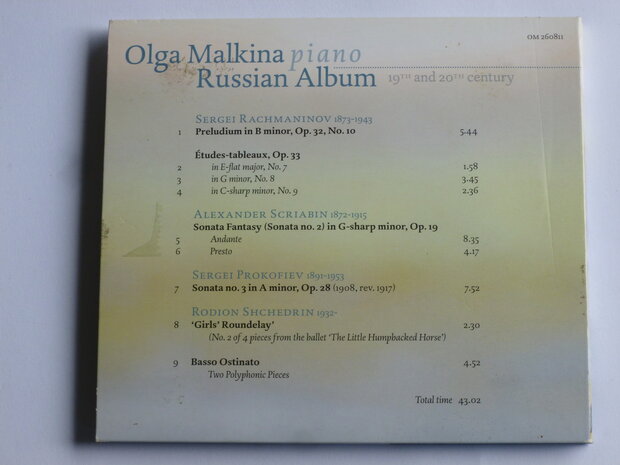 OM 260811
Olga Malkina piano
Russian Album 19TH and 20TH century
SERGEI RACHMANINOV 1873-1943
1 Preludium in B minor, Op. 32, No. 10 5.44
Études-tableaux, Op. 33
2 in E-flat major, No. 7 1.58
3 in G minor, No. 8 3.45
4 in C-sharp minor, No. 9 2.36
ALEXANDER SCRIABIN 1872-1915
Sonata Fantasy (Sonata no. 2) in G-sharp minor, Op. 19
5 Andante 8.35
6 Presto 4.17
SERGEI PROKOFIEV 1891-1953
7 Sonata no. 3 in A minor, Op. 28 (1908, rev. 1917) 7.52
RODION SHCHEDRIN 1932-
8 ‘Girls’ Roundelay’ 2.30
(No. 2 of 4 pieces from the ballet ‘The Little Humpbacked Horse’)
9 Basso Ostinato 4.52
Two Polyphonic Pieces
Total time 43.02